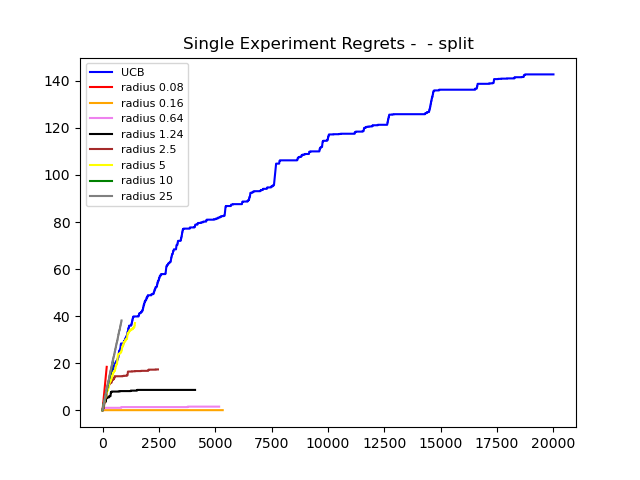 Single Experiment Regrets -  - split
UCB
radius 0.08
radius 0.16
radius 0.64
radius 1.24
radius 2.5
radius 5
radius 10
radius 25
140
120
100
80
60
40
20
0
0 2500 5000 7500 10000 12500 15000 17500 20000